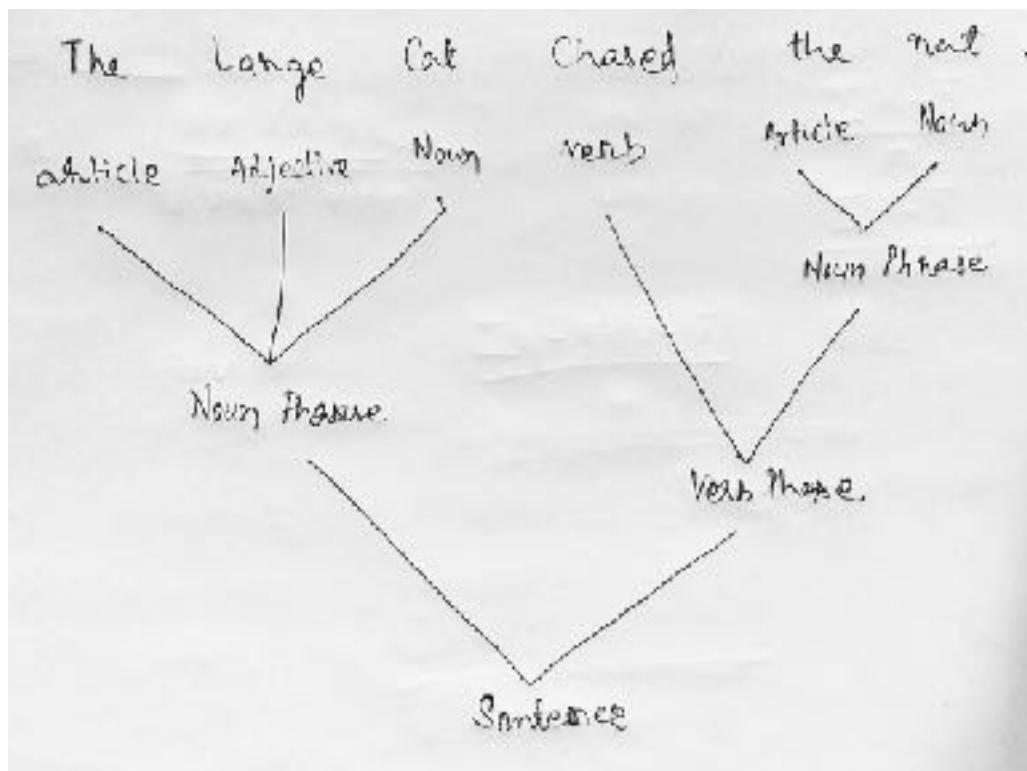 The Large Cat Chased the rat.
article Adjective Noun verb Article Noun
Noun Phrase
Noun Phrase.
Verb Phrase.
Sentence